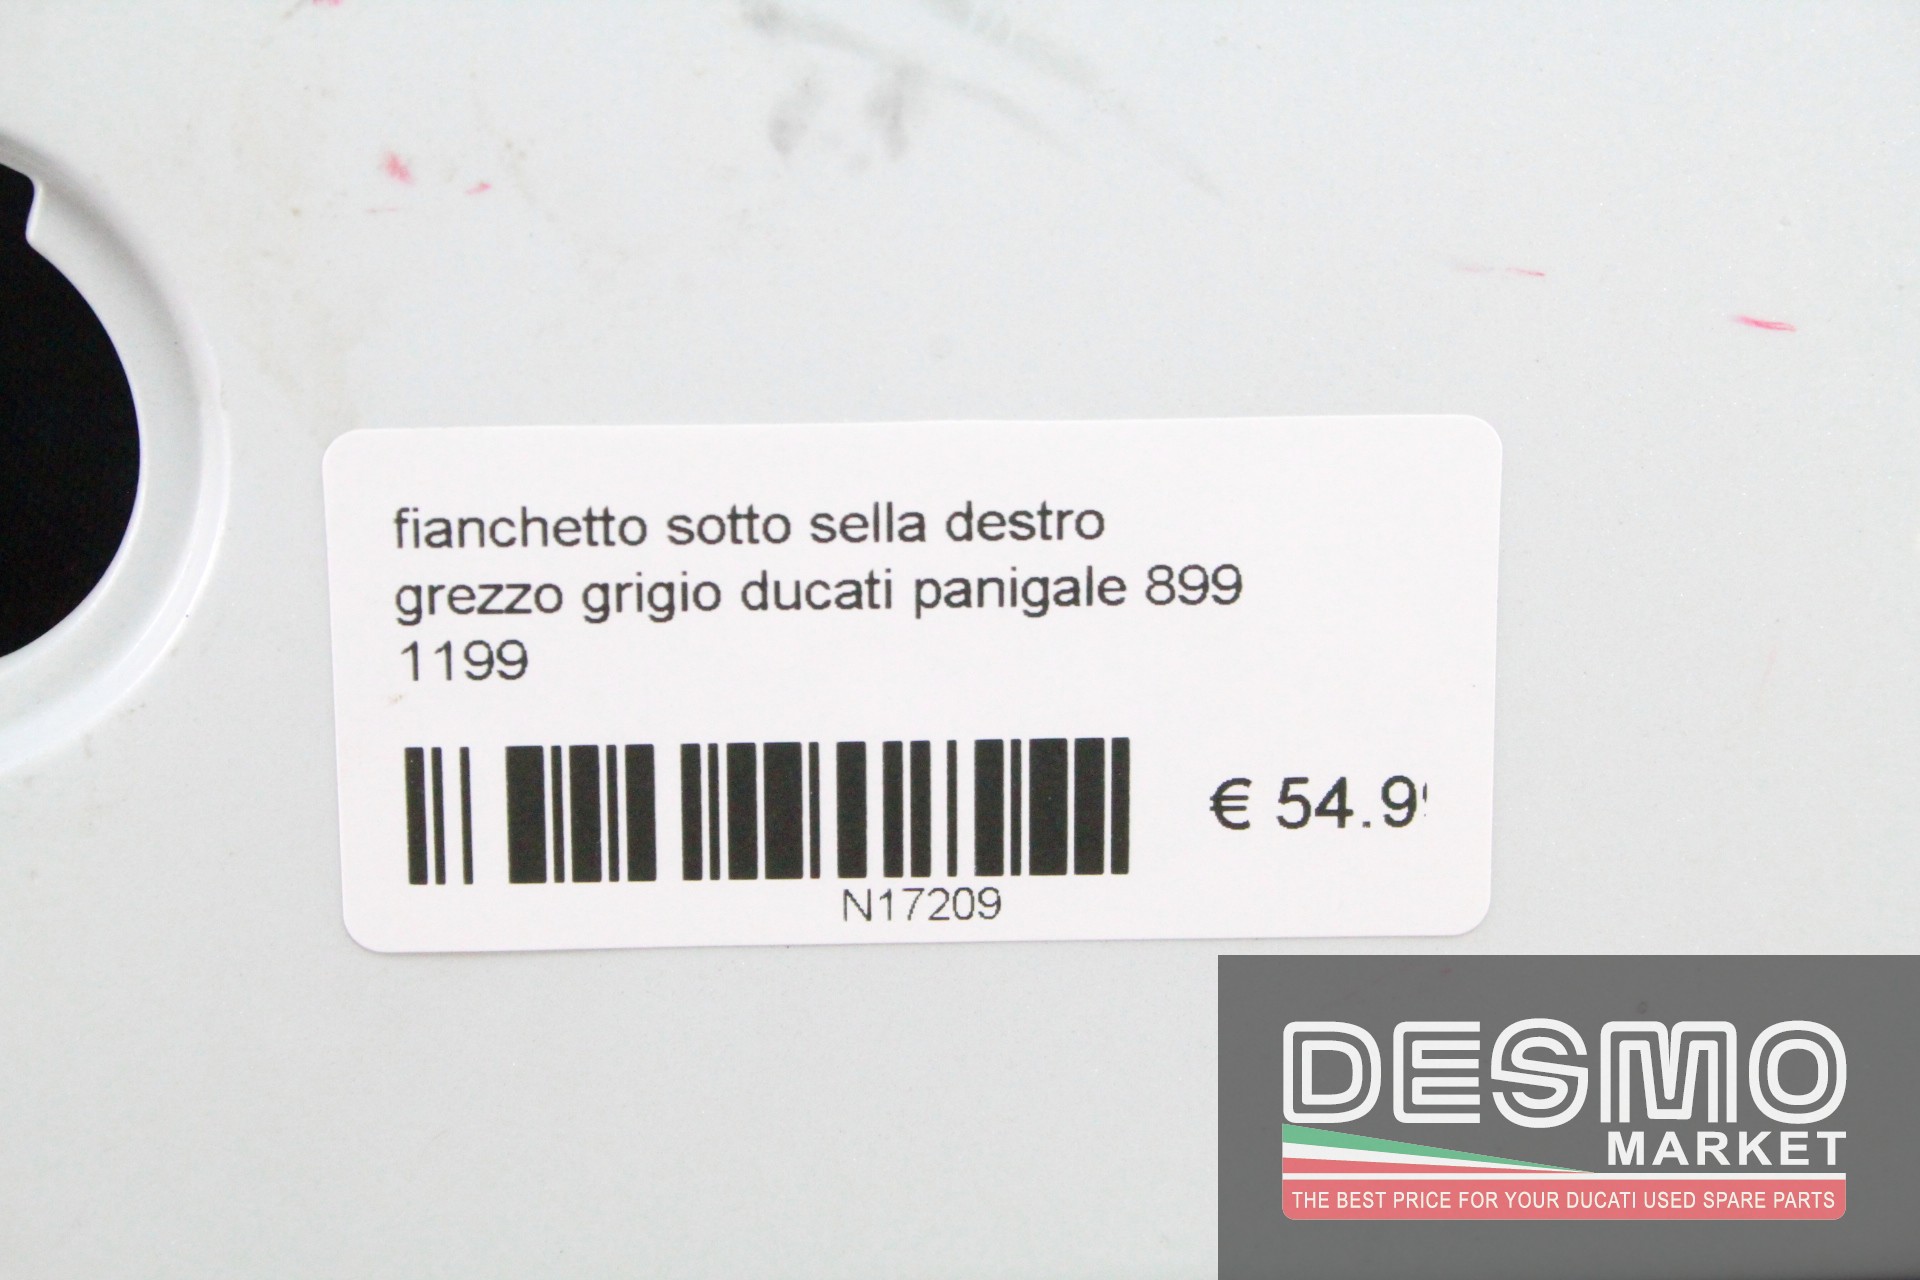 fianchetto sotto sella destro
grezzo grigio ducati panigale 899
1199
€ 54.9
N17209
DESMO
MARKET
THE BEST PRICE FOR YOUR DUCATI USED SPARE PARTS